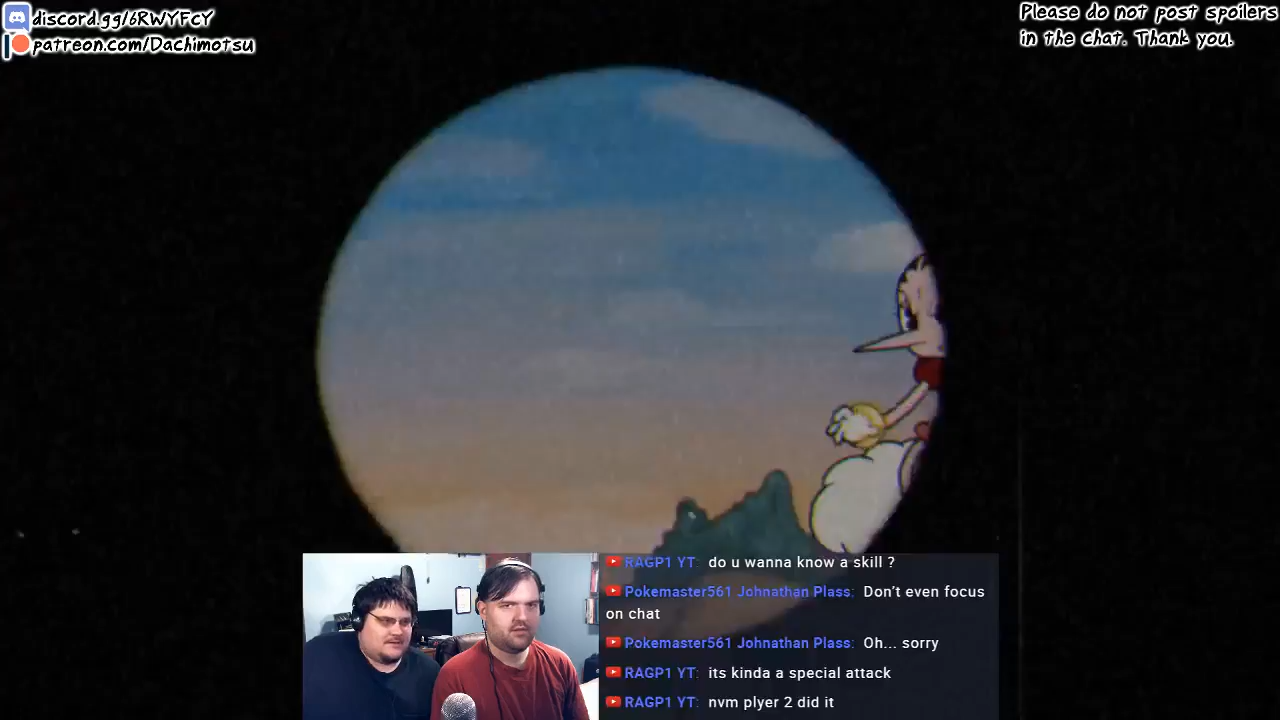 discord.gg/6RWYFcY
patreon.com/Dachimotsu
Please do not post spoilers
in the chat. Thank you.
RAGP1 YT: do u wanna know a skill ?
Pokemaster561 Johnathan Plass: Don't even focus
on chat
Pokemaster561 Johnathan Plass: Oh... sorry
RAGP1 YT: its kinda a special attack
RAGP1 YT: nvm plyer 2 did it